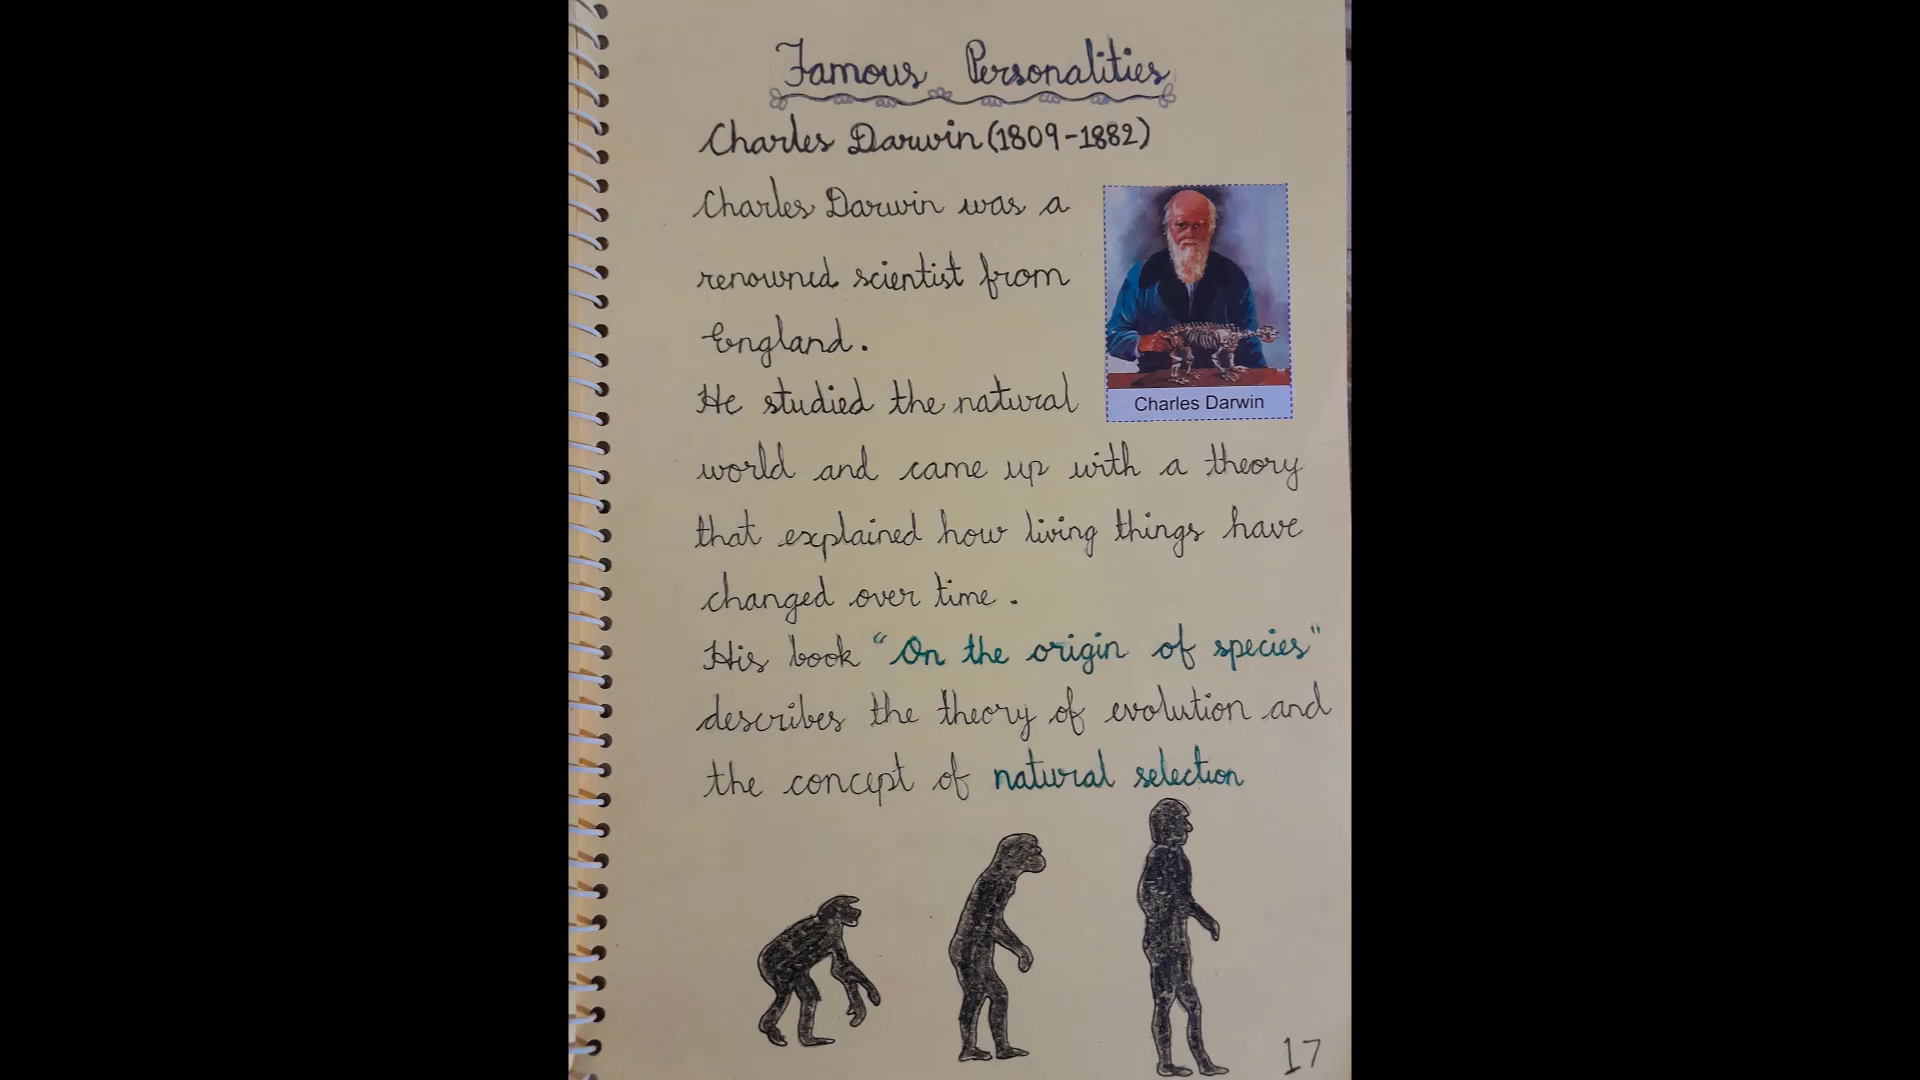 Famous Personalities
Charles Darwin (1809-1882)
Charles Darwin was a
renowned scientist from
England.
Charles Darwin
He studied the natural
world and came up with a theory
that explained how living things have
changed over time.
His book "On the origin of species"
describes the theory of evolution and
the concept of natural selection
17